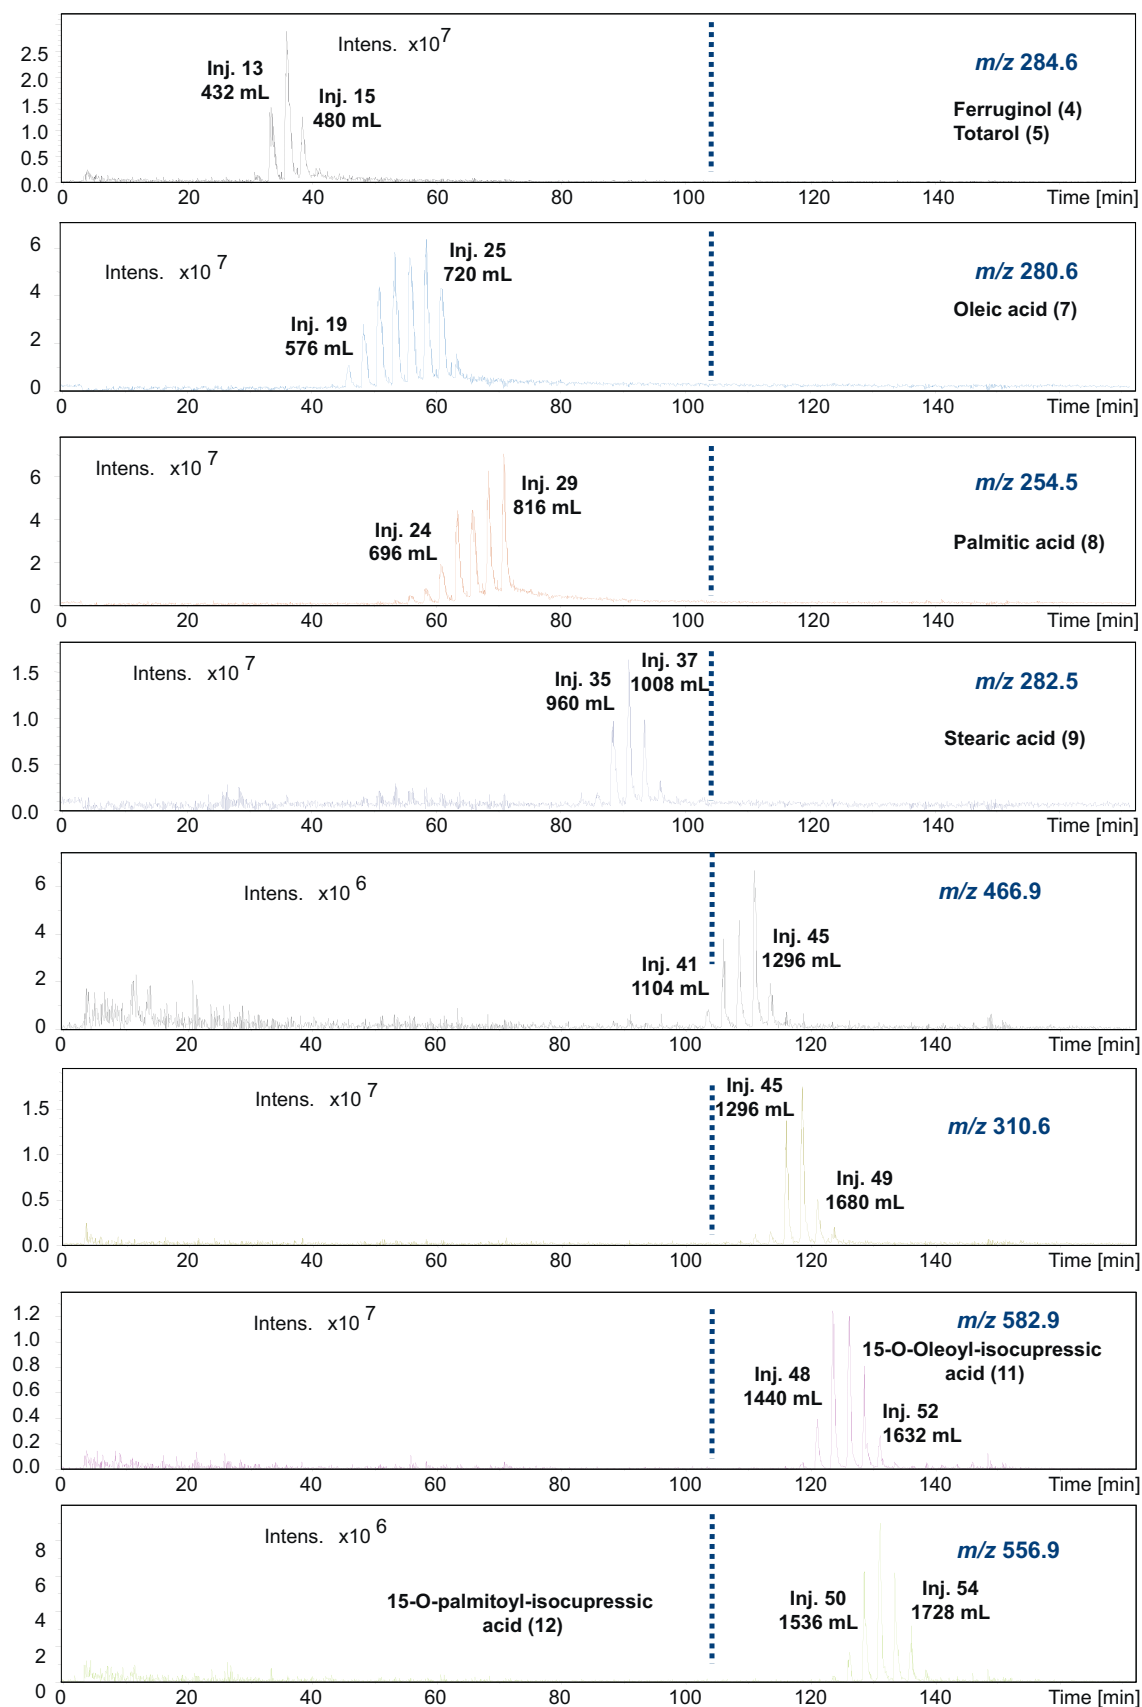 Intens. x10 7
m/z 284.6
Inj. 13
432 mL
Inj. 15
480 mL
Ferruginol (4)
Totarol (5)
2.5
2.0
1.5
1.0
0.5
0.0
0 20 40 60 80 100 120 140 Time [min]
Inj. 25
720 mL
Intens. x10 7
m/z 280.6
Oleic acid (7)
Inj. 19
576 mL
6
4
2
0
0 20 40 60 80 100 120 140 Time [min]
Intens. x10 7
Inj. 29
816 mL
m/z 254.5
Inj. 24
696 mL
Palmitic acid (8)
6
4
2
0
0 20 40 60 80 100 120 140 Time [min]
Intens. x10 7
Inj. 37
1008 mL
Inj. 35
960 mL
m/z 282.5
Stearic acid (9)
1.5
1.0
0.5
0.0
0 20 40 60 80 100 120 140 Time [min]
Intens. x10 6
m/z 466.9
Inj. 45
1296 mL
Inj. 41
1104 mL
6
4
2
0
0 20 40 60 80 100 120 140 Time [min]
Intens. x10 7
Inj. 45
1296 mL
m/z 310.6
Inj. 49
1680 mL
1.5
1.0
0.5
0.0
0 20 40 60 80 100 120 140 Time [min]
Intens. x10 7
m/z 582.9
15-O-Oleoyl-isocupressic
acid (11)
Inj. 48
1440 mL
Inj. 52
1632 mL
1.2
1.0
0.8
0.6
0.4
0.2
0.0
0 20 40 60 80 100 120 140 Time [min]
Intens. x10 6
m/z 556.9
15-O-palmitoyl-isocupressic
acid (12)
Inj. 50
1536 mL
Inj. 54
1728 mL
8
6
4
2
0
0 20 40 60 80 100 120 140 Time [min]